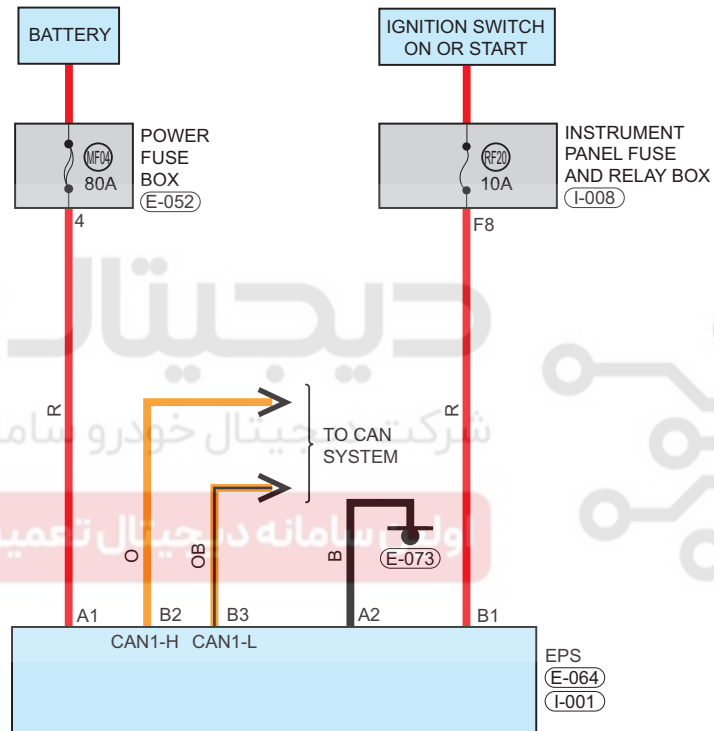 BATTERY
IGNITION SWITCH
ON OR START
MF04
80A
POWER
FUSE
BOX
E-052
RF20
10A
INSTRUMENT
PANEL FUSE
AND RELAY BOX
I-008
4
F8
دیجیتال
R
R
TO CAN
SYSTEM
شرکت دیجیتال خودرو
اولین سامانه دیجیتال
O
OB
B
E-073
A1
B2
B3
A2
B1
CAN1-H
CAN1-L
EPS
E-064
I-001